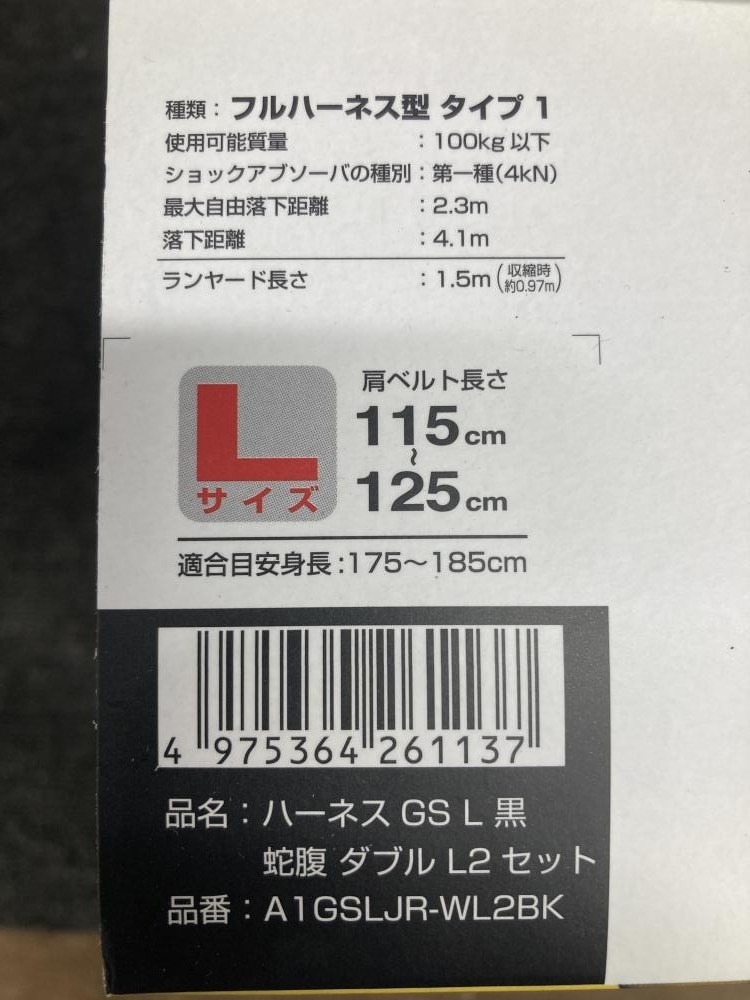 種類：フルハーネス型 タイプ 1
使用可能質量 ：100kg 以下
ショックアブソーバの種別：第一種(4kN)
最大自由落下距離 ：2.3m
落下距離 ：4.1m
ランヤード長さ ：1.5m(収縮時
約0.97m)
L
サイズ
肩ベルト長さ
115cm
〜
125cm
適合目安身長：175〜185cm
4 975364 261137
品名：ハーネス GS L 黒
蛇腹 ダブル L2 セット
品番：A1GSLJR-WL2BK